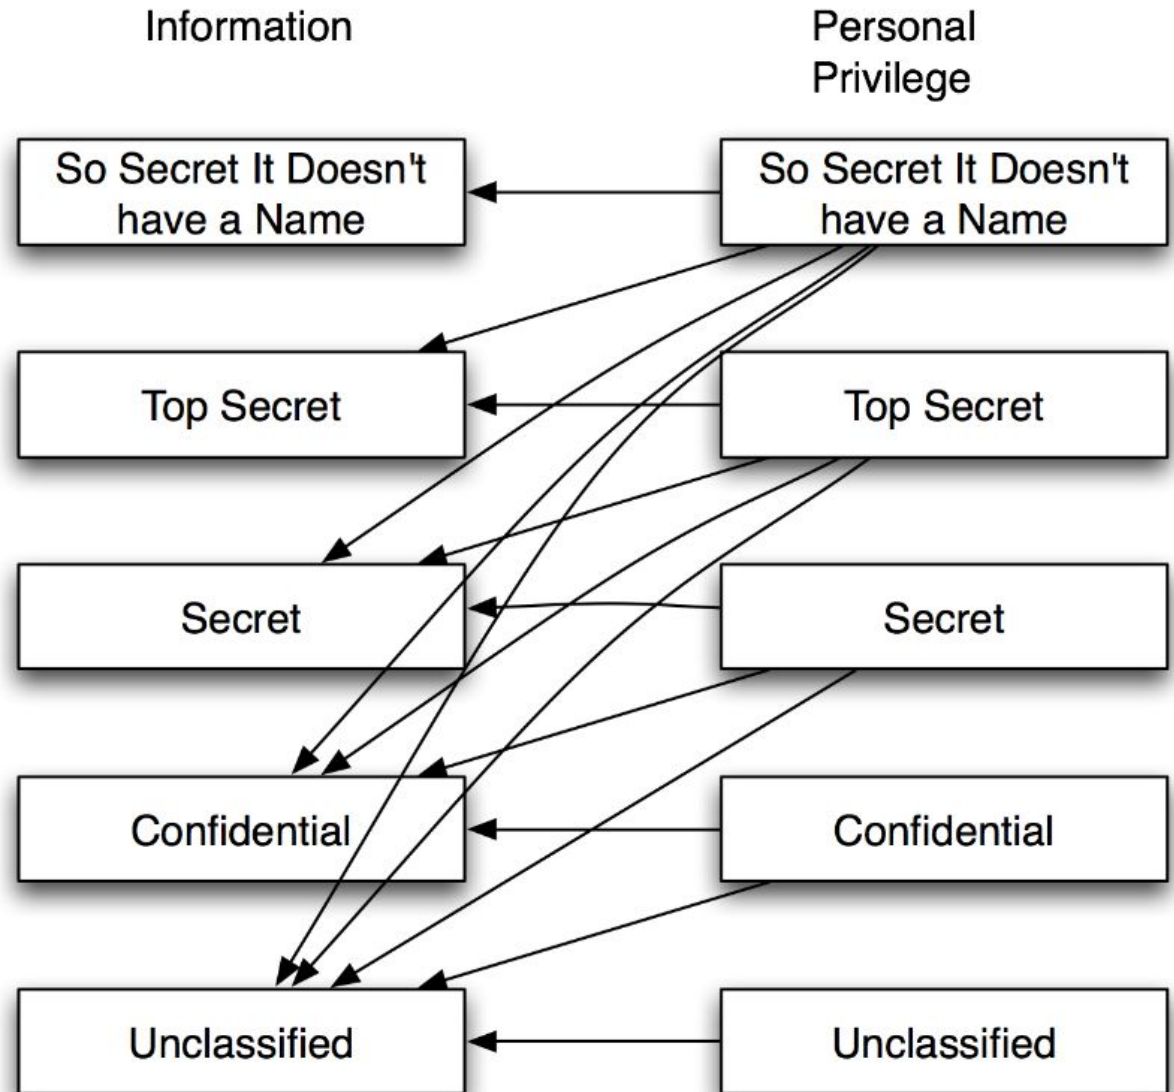 Information
Personal
Privilege
So Secret It Doesn't
have a Name
So Secret It Doesn't
have a Name
Top Secret
Top Secret
Secret
Secret
Confidential
Confidential
Unclassified
Unclassified